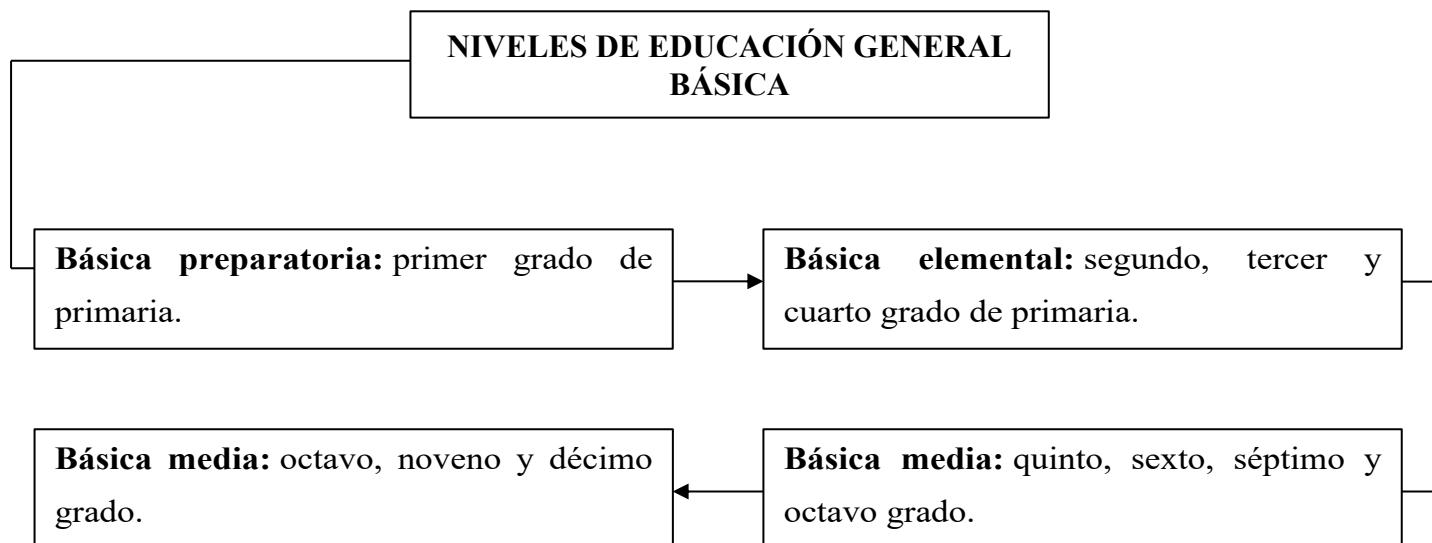 NIVELES DE EDUCACIÓN GENERAL
BÁSICA
Básica preparatoria: primer grado de
primaria.
Básica elemental: segundo, tercer y
cuarto grado de primaria.
Básica media: octavo, noveno y décimo
grado.
Básica media: quinto, sexto, séptimo y
octavo grado.